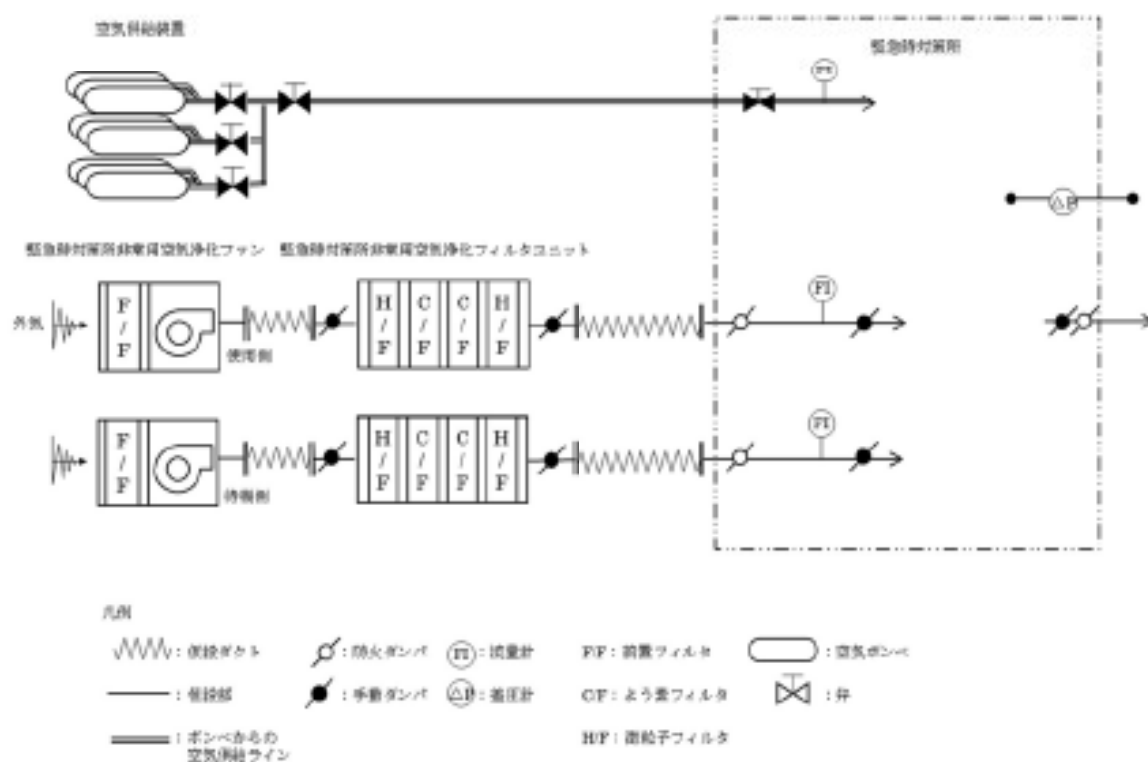 空気供給装置
緊急時対策所
FI
△P
緊急時対策所非常用空気浄化ファン
緊急時対策所非常用空気浄化フィルタユニット
外気
F/F
使用側
H/F
C/F
C/F
H/F
FI
F/F
待機側
H/F
C/F
C/F
H/F
FI
凡例
:仮設ダクト
:防火ダンパ
FI:流量計
F/F:前置フィルタ
:空気ボンベ
:手動ダンパ
△P:差圧計
C/F:よう素フィルタ
:弁
:ボンベからの
空気供給ライン
H/F:微粒子フィルタ